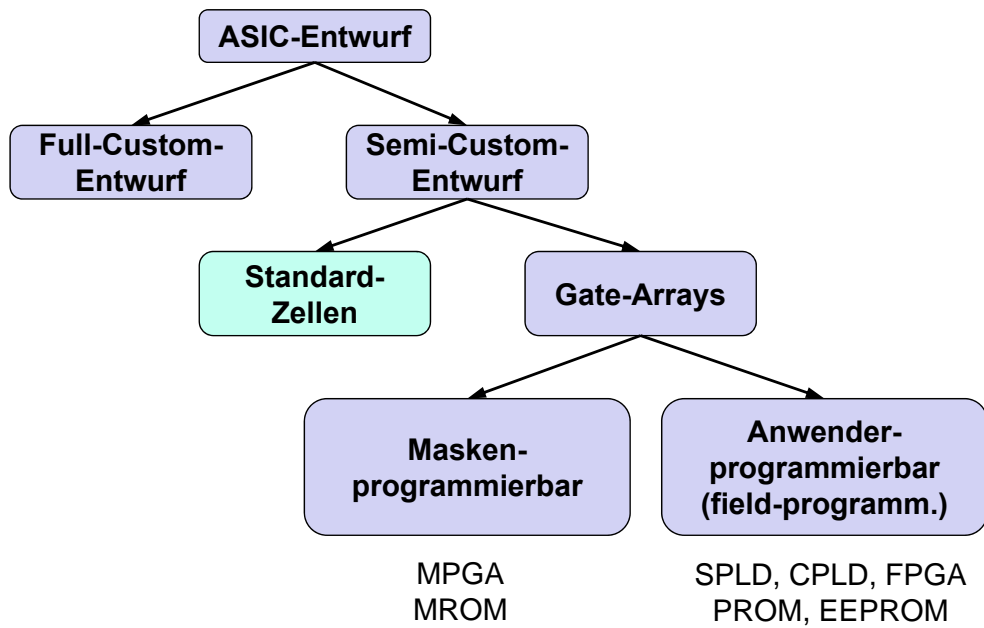 ASIC-Entwurf
Full-Custom-
Entwurf
Semi-Custom-
Entwurf
Standard-
Zellen
Gate-Arrays
Masken-
programmierbar
Anwender-
programmierbar
(field-programm.)
MPGA
MROM
SPLD, CPLD, FPGA
PROM, EEPROM